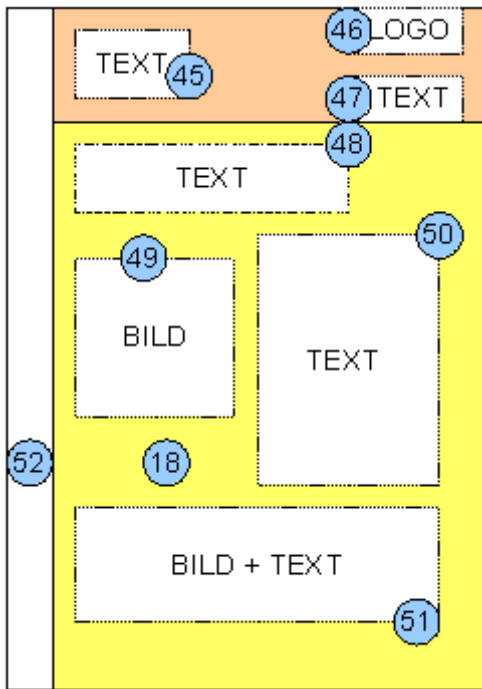 46 LOGO
TEXT 45
47 TEXT
48
TEXT
50
49
BILD
TEXT
52 18
BILD + TEXT
51